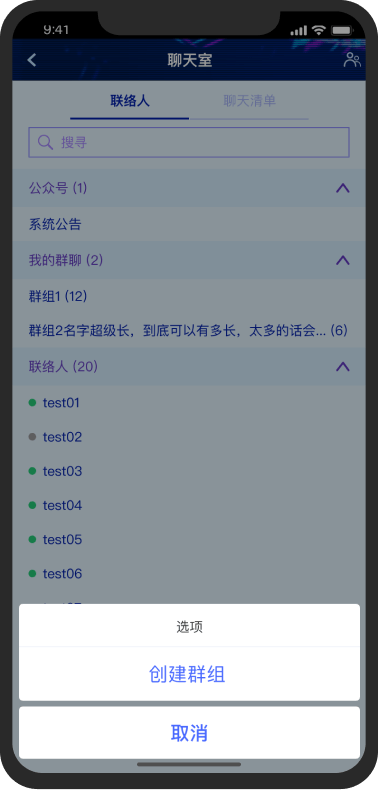 9:41
聊天室
联络人
聊天清单
搜寻
公众号 (1)
系统公告
我的群聊 (2)
群组1 (12)
群组2名字超级长，到底可以有多长，太多的话会... (6)
联络人 (20)
test01
test02
test03
test04
test05
test06
选项
创建群组
取消